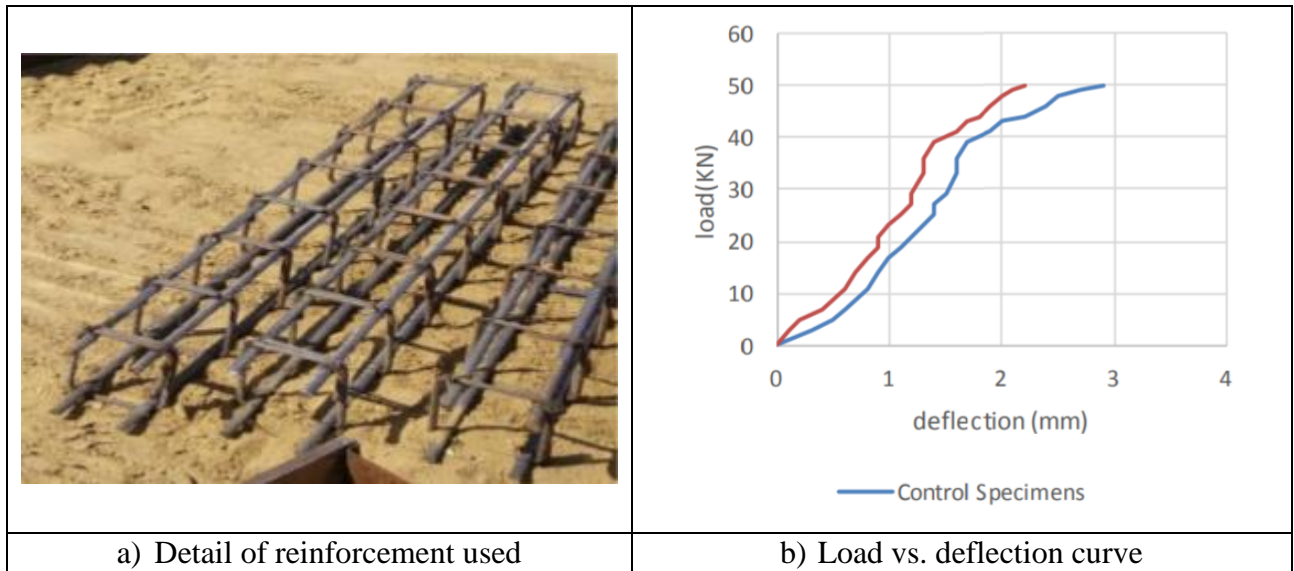 60
50
40
30
20
10
0
load(KN)
0 1 2 3 4
deflection (mm)
Control Specimens
a) Detail of reinforcement used
b) Load vs. deflection curve